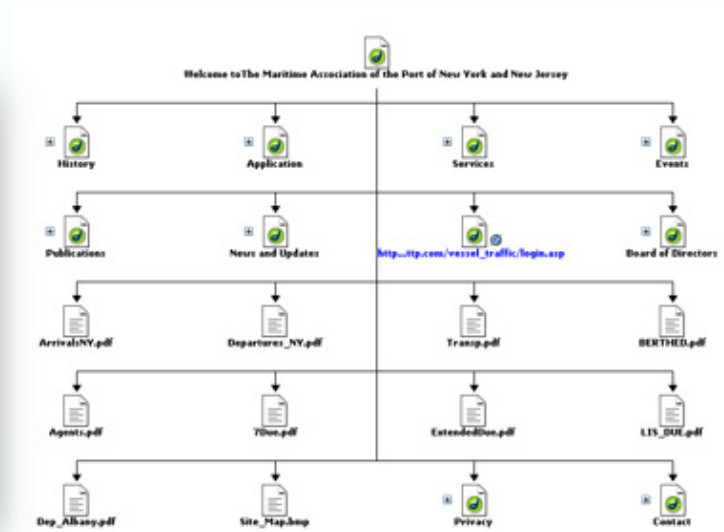 Welcome toThe Maritime Association of the Port of New York and New Jersey
History Application Services Events
Publications News and Updates http...ttp.com/vessel_traffic/login.asp Board of Directors
ArrivalsNY.pdf Departures_NY.pdf Transp.pdf BERTHED.pdf
Agents.pdf 7Due.pdf ExtendedDue.pdf LIS_DUE.pdf
Dep_Albany.pdf Site_Map.bmp Privacy Contact